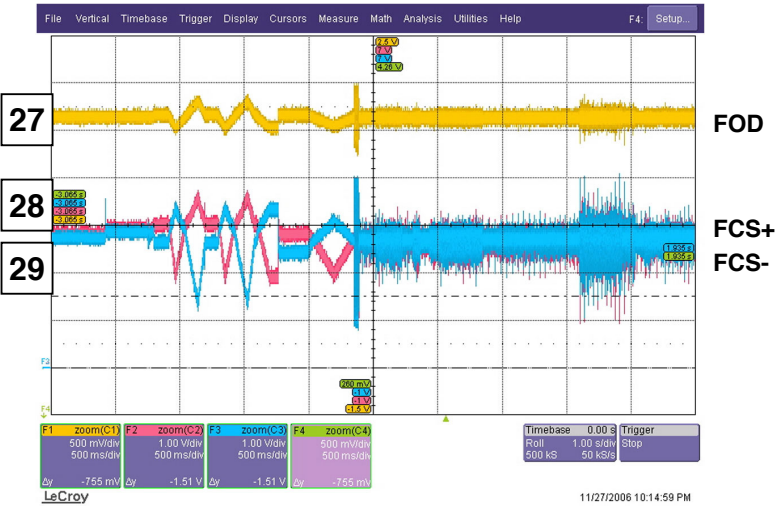 File Vertical Timebase Trigger Display Cursors Measure Math Analysis Utilities Help F4: Setup...
2.5 V
7 V
7 V
4.26 V
27
FOD
28
-3.065 s
-3.065 s
-3.065 s
-3.065 s
FCS+
29
1.935 s
1.935 s
FCS-
F3
260 mV
-1 V
-1 V
-1.5 V
F4
F1 zoom(C1) F2 zoom(C2) F3 zoom(C3) F4 zoom(C4)
500 mV/div 1.00 V/div 1.00 V/div 500 mV/div
500 ms/div 500 ms/div 500 ms/div 500 ms/div
Δy -755 mV Δy -1.51 V Δy -1.51 V Δy -755 mV
Timebase 0.00 s Trigger
Roll 1.00 s/div Stop
500 kS 50 kS/s
LeCroy
11/27/2006 10:14:59 PM